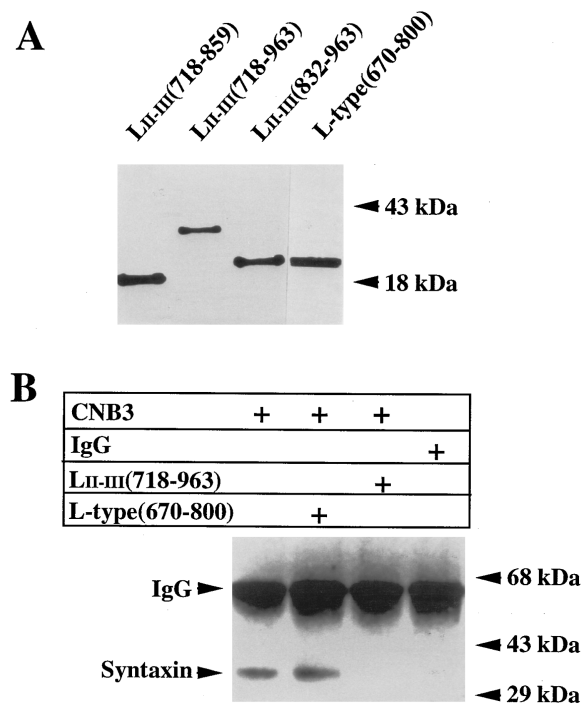 A
LII-III(718-859)
LII-III(718-963)
LII-III(832-963)
L-type(670-800)
43 kDa
18 kDa
B
CNB3 + + +
IgG +
LII-III(718-963) +
L-type(670-800) +
IgG
68 kDa
43 kDa
Syntaxin
29 kDa